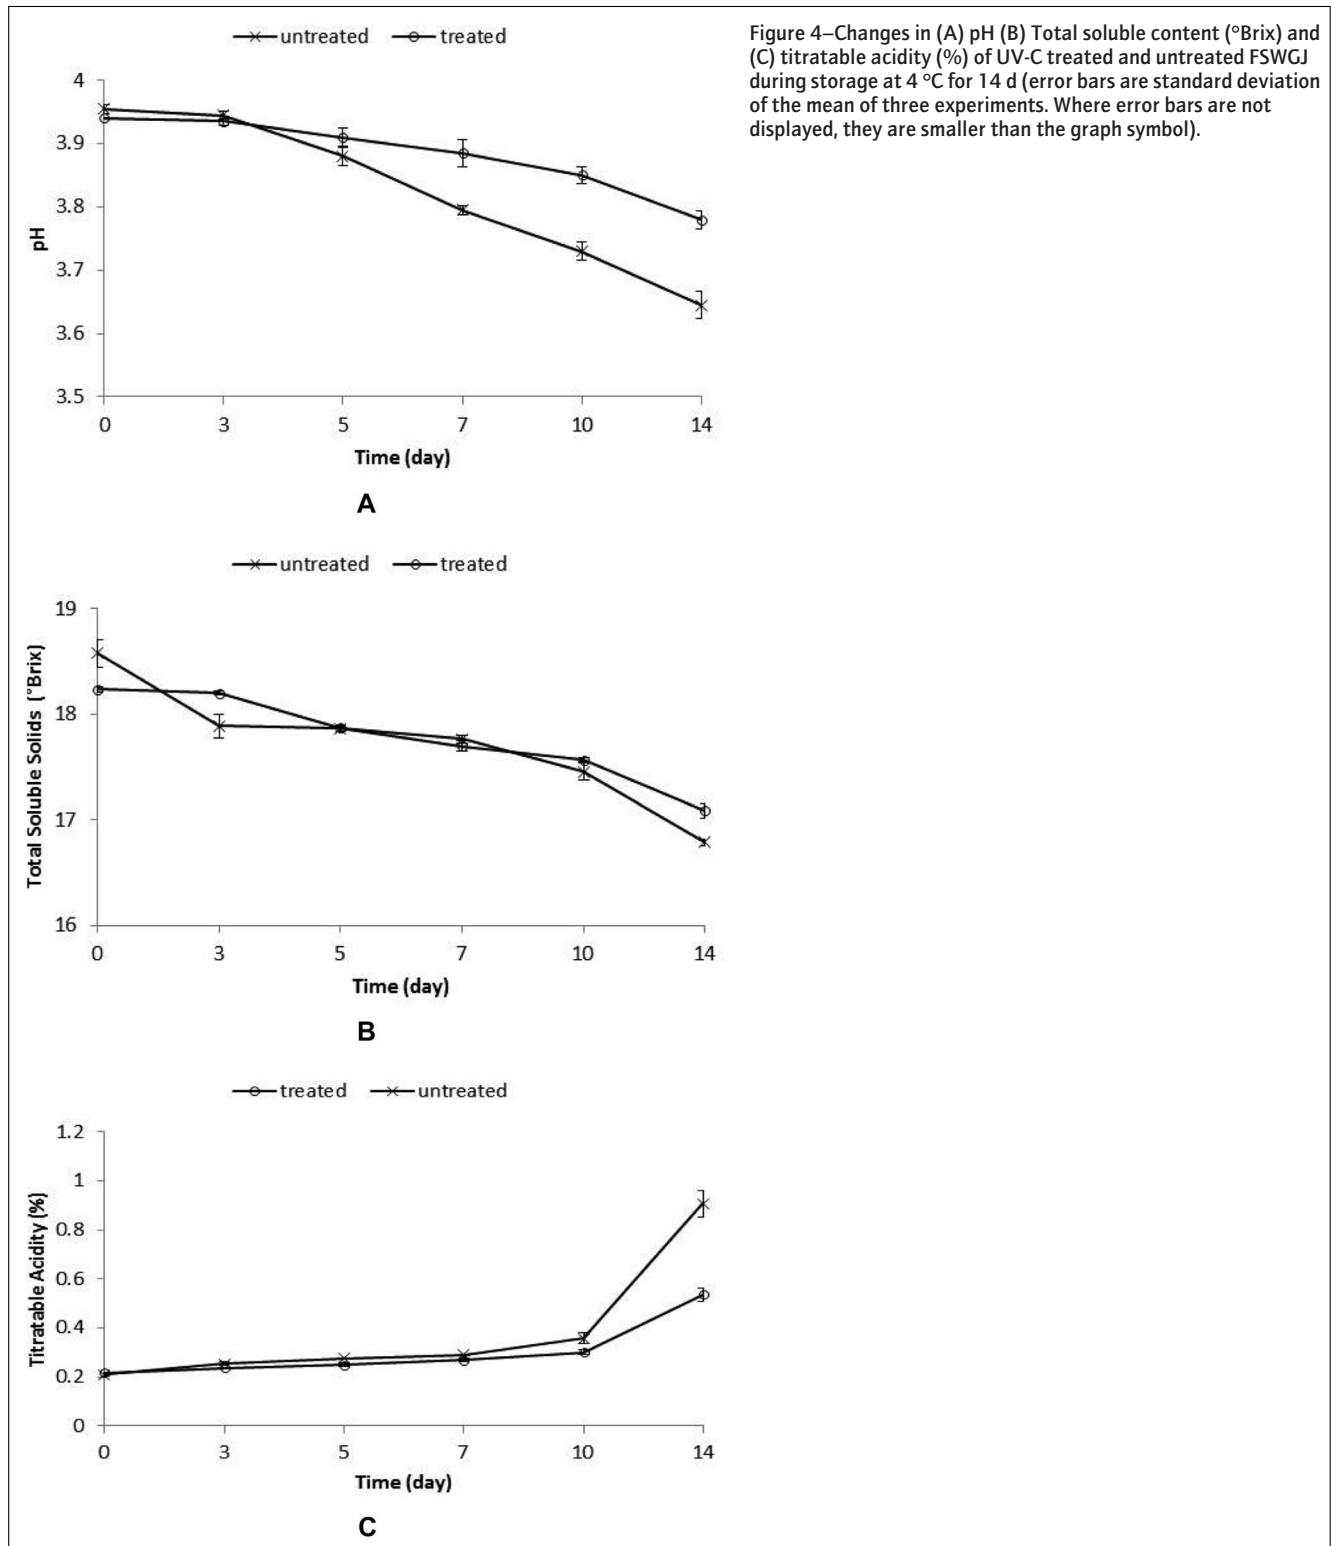 untreated treated
Figure 4–Changes in (A) pH (B) Total soluble content (°Brix) and
(C) titratable acidity (%) of UV-C treated and untreated FSWGJ
during storage at 4 °C for 14 d (error bars are standard deviation
of the mean of three experiments. Where error bars are not
displayed, they are smaller than the graph symbol).
4
3.9
3.8
3.7
3.6
3.5
pH
0 3 5 7 10 14
Time (day)
A
untreated treated
19
18
17
16
Total Soluble Solids (°Brix)
0 3 5 7 10 14
Time (day)
B
treated untreated
1.2
1
0.8
0.6
0.4
0.2
0
Titratable Acidity (%)
0 3 5 7 10 14
Time (day)
C